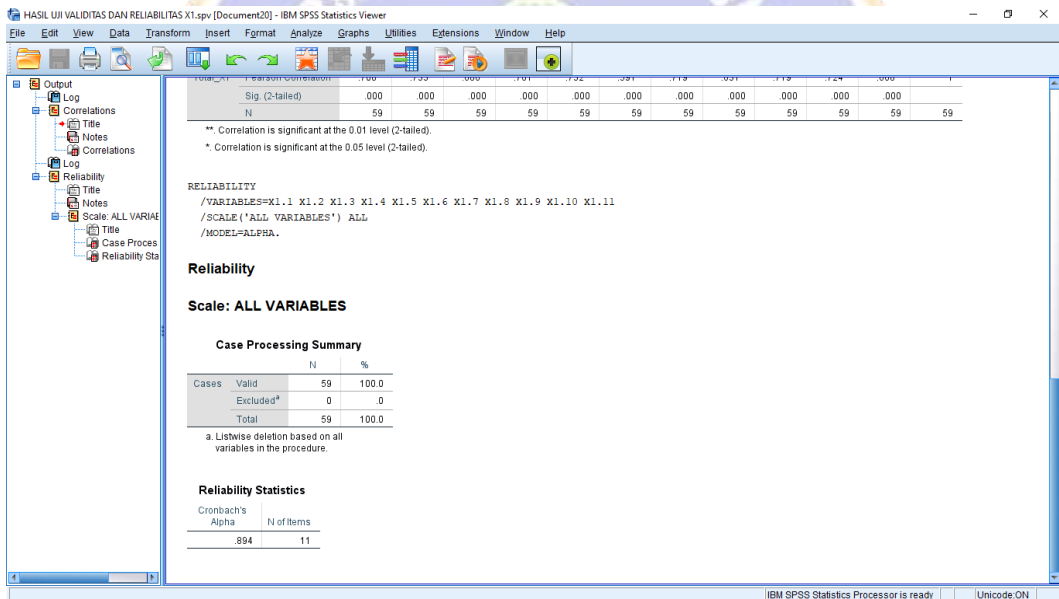 HASIL UJI VALIDITAS DAN RELIABILITAS X1.spv [Document20] - IBM SPSS Statistics Viewer
File Edit View Data Transform Insert Format Analyze Graphs Utilities Extensions Window Help
Output
Log
Correlations
Title
Notes
Correlations
Log
Reliability
Title
Notes
Scale: ALL VARIAE
Title
Case Proces
Reliability Sta
Total_X1 Pearson Correlation
Sig. (2-tailed) .000 .000 .000 .000 .000 .000 .000 .000 .000 .000 .000
N 59 59 59 59 59 59 59 59 59 59 59 59
**. Correlation is significant at the 0.01 level (2-tailed).
*. Correlation is significant at the 0.05 level (2-tailed).
RELIABILITY
/VARIABLES=X1.1 X1.2 X1.3 X1.4 X1.5 X1.6 X1.7 X1.8 X1.9 X1.10 X1.11
/SCALE('ALL VARIABLES') ALL
/MODEL=ALPHA.
Reliability
Scale: ALL VARIABLES
Case Processing Summary
N %
Cases Valid 59 100.0
Excluded<sup>a</sup> 0 .0
Total 59 100.0
a. Listwise deletion based on all
variables in the procedure.
Reliability Statistics
Cronbach's
Alpha N of Items
.894 11
IBM SPSS Statistics Processor is ready Unicode:ON